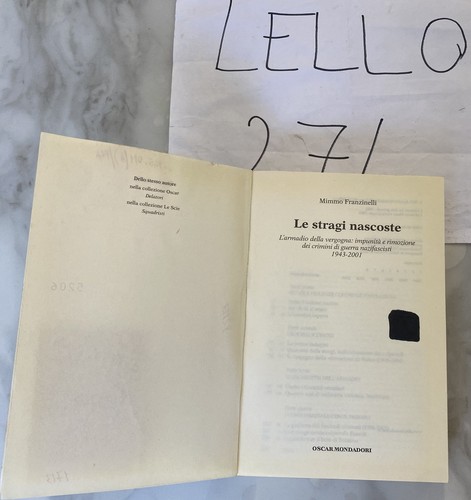 LELLO
271
Dello stesso autore
nella collezione Oscar
Delatori
nella collezione Le Scie
Squadristi
Mimmo Franzinelli
Le stragi nascoste
L'armadio della vergogna: impunità e rimozione
dei crimini di guerra nazifascisti
1943-2001
OSCAR MONDADORI